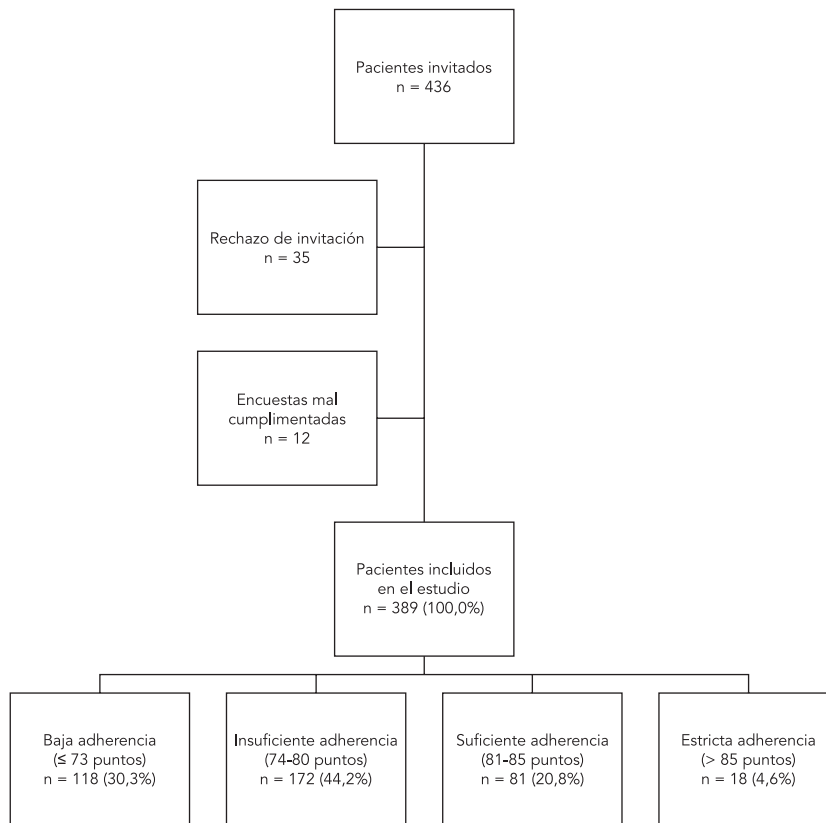 Pacientes invitados
n = 436
Rechazo de invitación
n = 35
Encuestas mal
cumplimentadas
n = 12
Pacientes incluidos
en el estudio
n = 389 (100,0%)
Baja adherencia
(≤ 73 puntos)
n = 118 (30,3%)
Insuficiente adherencia
(74-80 puntos)
n = 172 (44,2%)
Suficiente adherencia
(81-85 puntos)
n = 81 (20,8%)
Estricta adherencia
(> 85 puntos)
n = 18 (4,6%)